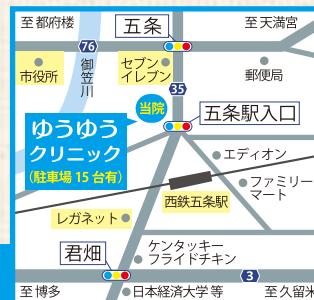 至 都府楼
五条
至 天満宮
76
市役所
御笠川
セブン
イレブン
郵便局
当院
35
五条駅入口
ゆうゆう
クリニック
(駐車場 15 台有)
エディオン
ファミリー
マート
西鉄五条駅
レガネット
君畑
ケンタッキー
フライドチキン
3
至 博多
日本経済大学 等
至 久留米